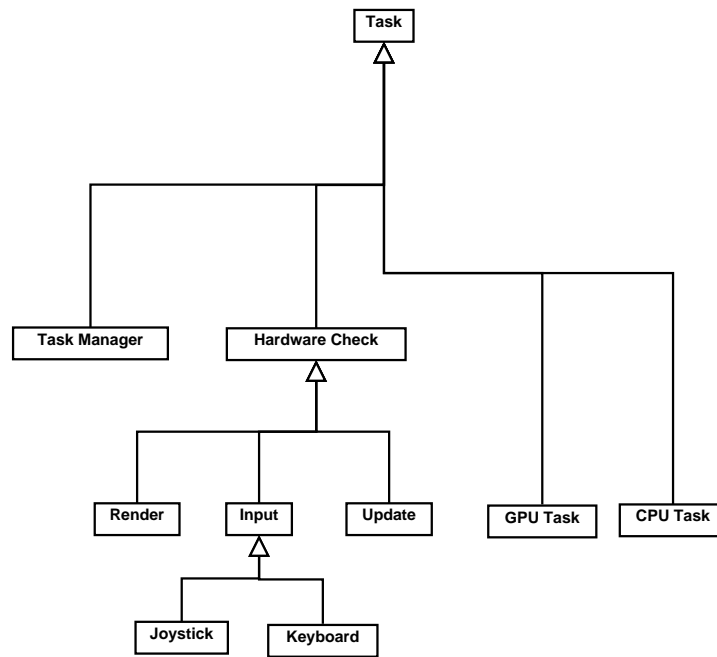 Task
Task Manager
Hardware Check
Render
Input
Update
GPU Task
CPU Task
Joystick
Keyboard